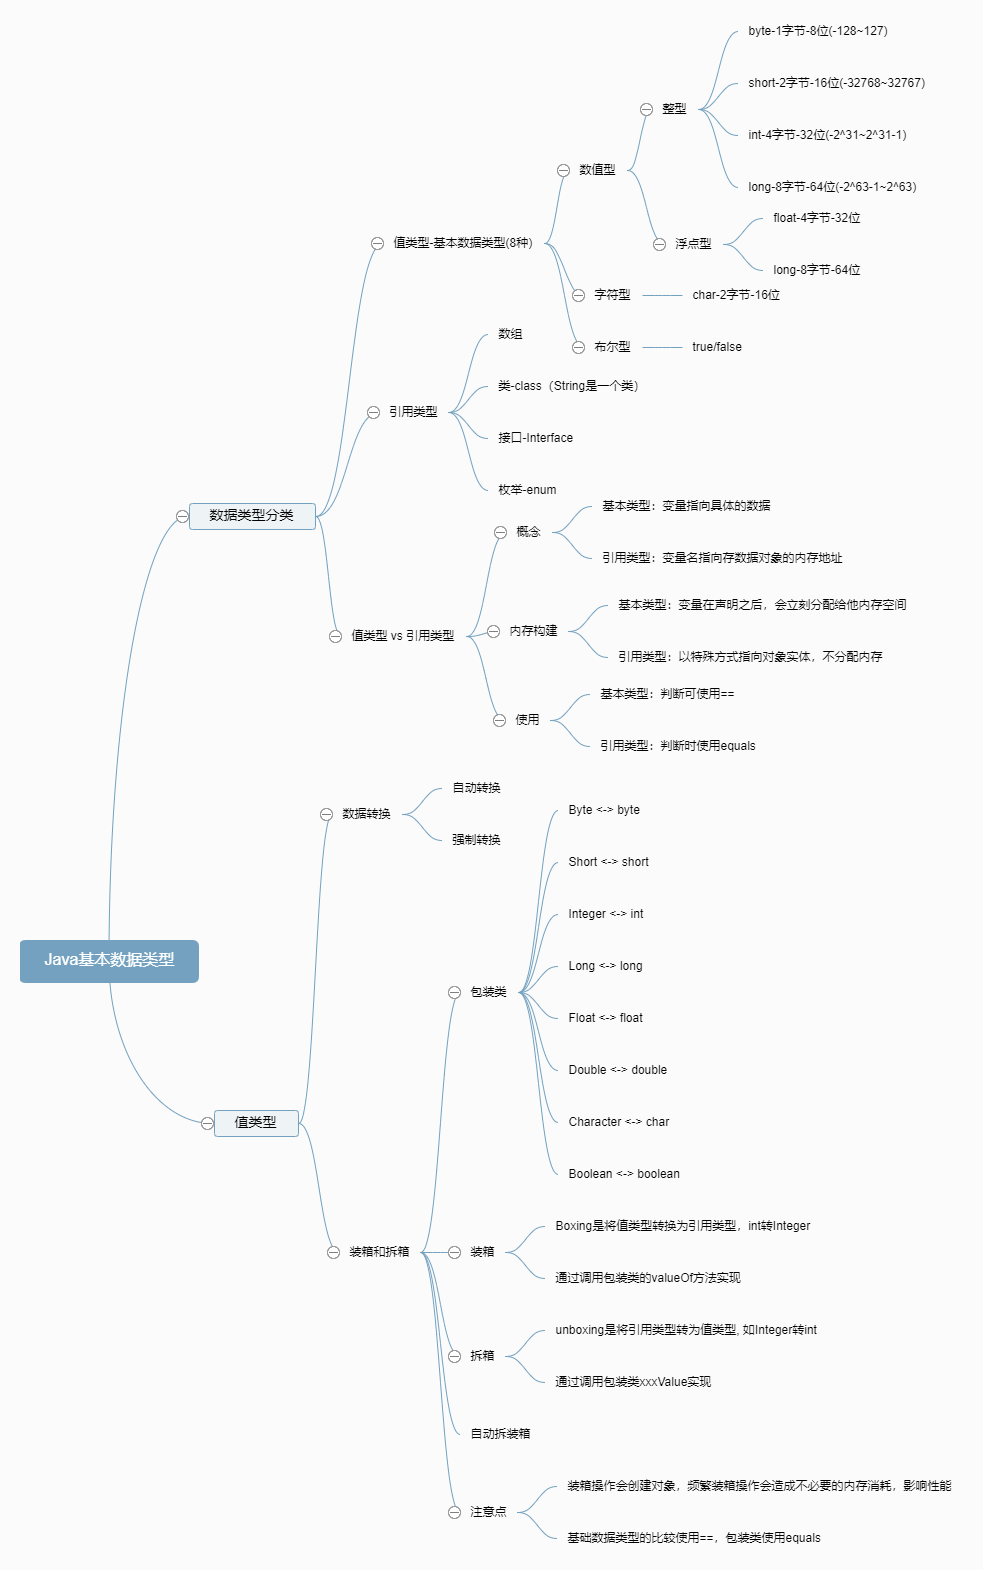 Java基本数据类型
数据类型分类
值类型-基本数据类型(8种)
数值型
整型
byte-1字节-8位(-128~127)
short-2字节-16位(-32768~32767)
int-4字节-32位(-2^31~2^31-1)
long-8字节-64位(-2^63-1~2^63)
浮点型
float-4字节-32位
long-8字节-64位
字符型
char-2字节-16位
布尔型
true/false
引用类型
数组
类-class（String是一个类）
接口-Interface
枚举-enum
值类型 vs 引用类型
概念
基本类型：变量指向具体的数据
引用类型：变量名指向存数据对象的内存地址
内存构建
基本类型：变量在声明之后，会立刻分配给他内存空间
引用类型：以特殊方式指向对象实体，不分配内存
使用
基本类型：判断可使用==
引用类型：判断时使用equals
值类型
数据转换
自动转换
强制转换
装箱和拆箱
包装类
Byte <-> byte
Short <-> short
Integer <-> int
Long <-> long
Float <-> float
Double <-> double
Character <-> char
Boolean <-> boolean
装箱
Boxing是将值类型转换为引用类型，int转Integer
通过调用包装类的valueOf方法实现
拆箱
unboxing是将引用类型转为值类型, 如Integer转int
通过调用包装类xxxValue实现
自动拆装箱
注意点
装箱操作会创建对象，频繁装箱操作会造成不必要的内存消耗，影响性能
基础数据类型的比较使用==，包装类使用equals